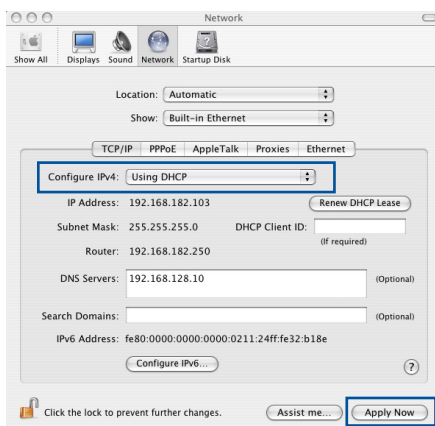 Network
Show All Displays Sound Network Startup Disk
Location: Automatic
Show: Built-in Ethernet
TCP/IP PPPoE AppleTalk Proxies Ethernet
Configure IPv4: Using DHCP
IP Address: 192.168.182.103 Renew DHCP Lease
Subnet Mask: 255.255.255.0 DHCP Client ID:
(If required)
Router: 192.168.182.250
DNS Servers: 192.168.128.10 (Optional)
Search Domains: (Optional)
IPv6 Address: fe80:0000:0000:0000:0211:24ff:fe32:b18e
Configure IPv6... ?
Click the lock to prevent further changes. Assist me... Apply Now